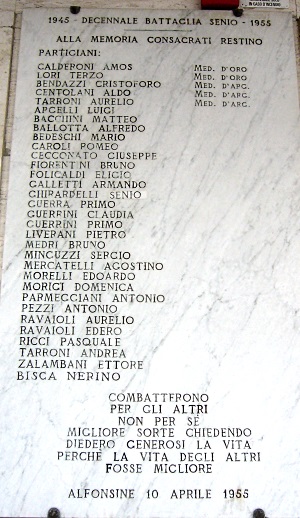 1945 - DECENNALE BATTAGLIA SENIO - 1955
ALLA MEMORIA CONSACRATI RESTINO
PARTIGIANI:
CALDERONI AMOS MED. D'ORO
LORI TERZO MED. D'ORO
BENDAZZI CRISTOFORO MED. D'ARG.
CENTOLANI ALDO MED. D'ARG.
TARRONI AURELIO MED. D'ARG.
ARGELLI LUIGI
BACCHINI MATTEO
BALLOTTA ALFREDO
BEDESCHI MARIO
CAROLI POMEO
CECCONATO GIUSEPPE
FIORENTINI BRUNO
FOLICALDI ELIGIO
GALLETTI ARMANDO
GHIPARDELLI SENIO
GUERRA PRIMO
GUERRINI CLAUDIA
GUERRINI PRIMO
LIVERANI PIETRO
MEDRI BRUNO
MINGUZZI SERGIO
MERCATELLI AGOSTINO
MORELLI EDOARDO
MORICI DOMENICA
PARMEGGIANI ANTONIO
PEZZI ANTONIO
RAVAIOLI AURELIO
RAVAIOLI EDERO
RICCI PASQUALE
TARRONI ANDREA
ZALAMBANI ETTORE
BISCA NERINO
COMBATTERONO
PER GLI ALTRI
NON PER SÉ
MIGLIORE SORTE CHIEDENDO
DIEDERO GENEROSI LA VITA
PERCHÉ LA VITA DEGLI ALTRI
FOSSE MIGLIORE
ALFONSINE 10 APRILE 1955